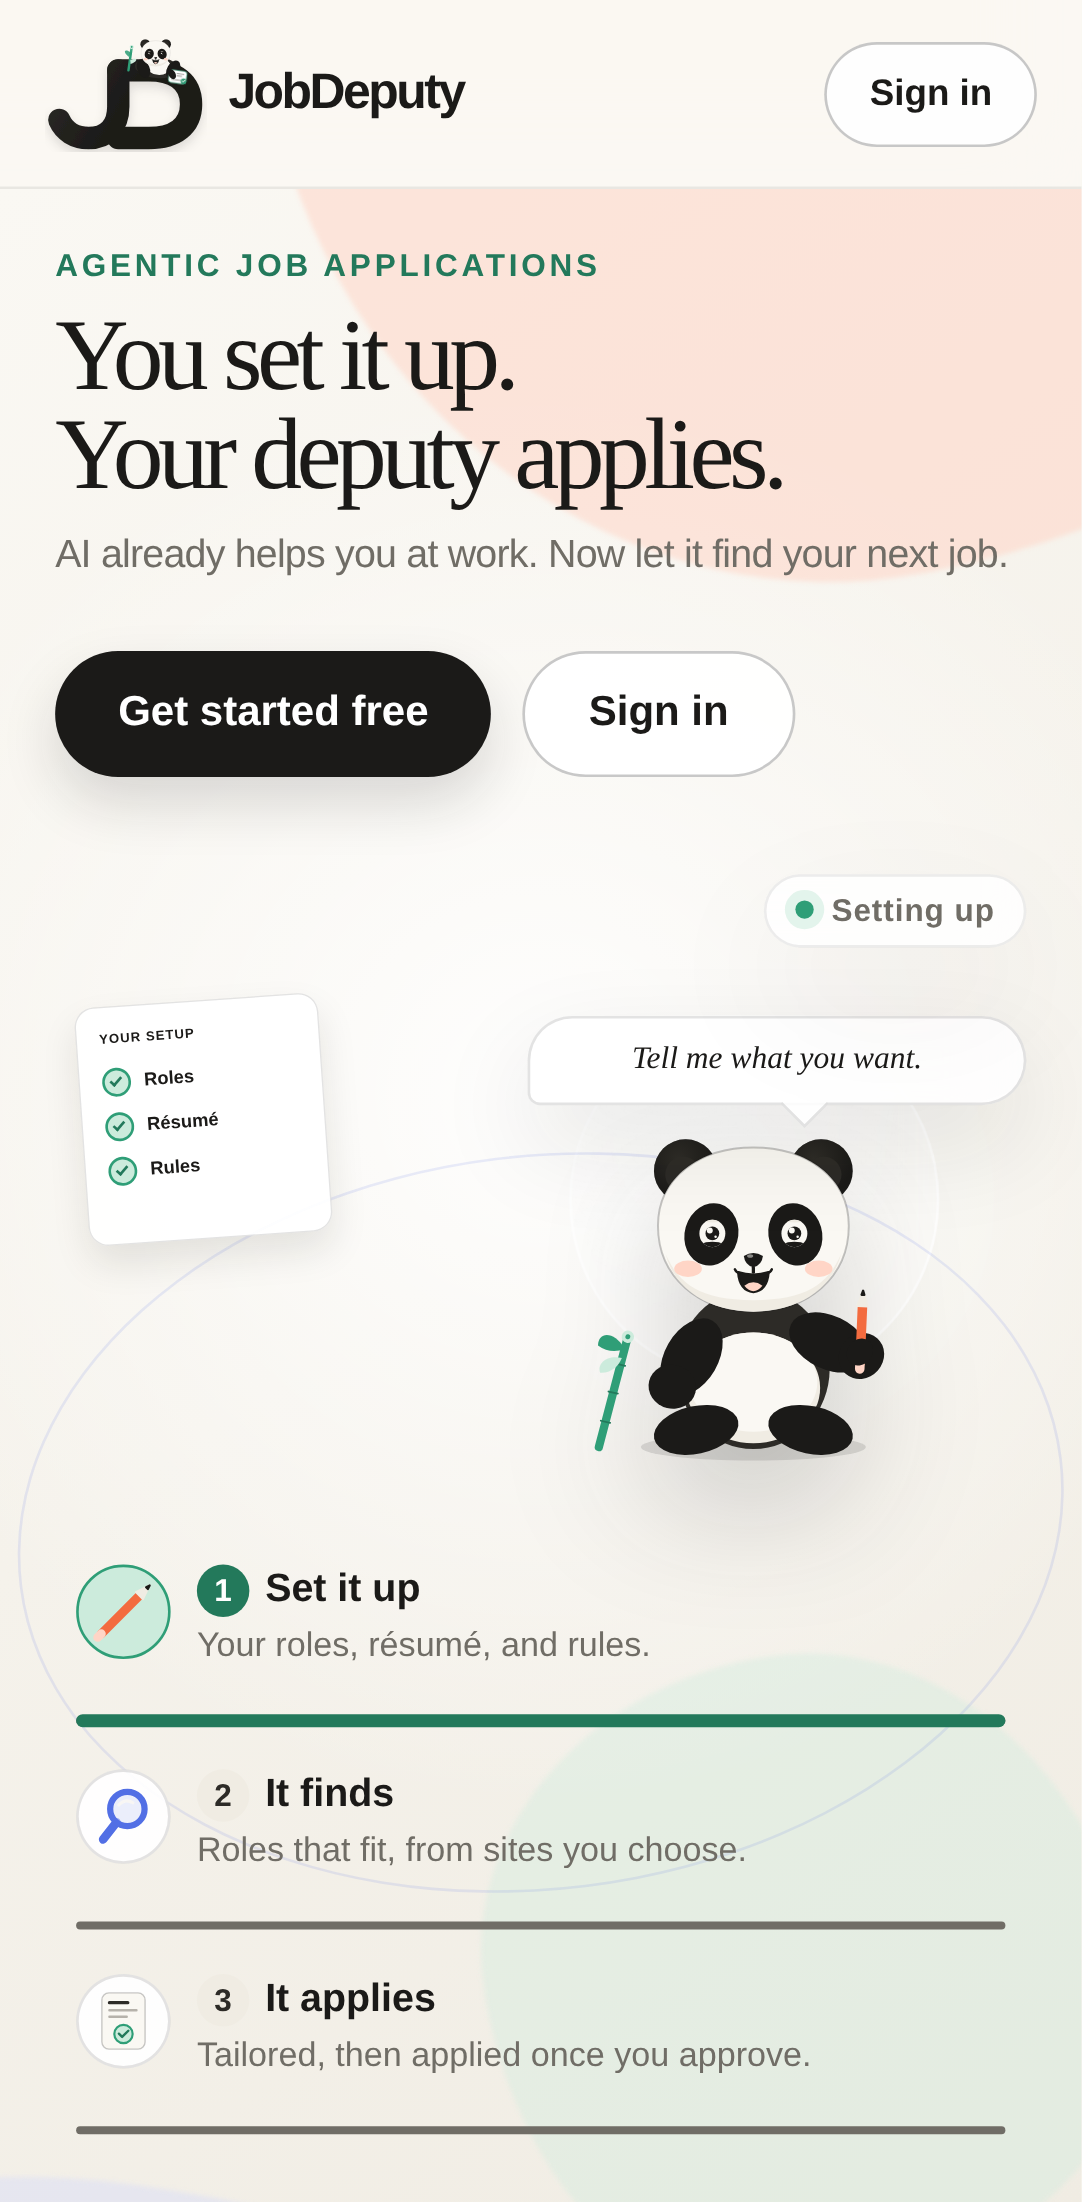 JobDeputy
Sign in
AGENTIC JOB APPLICATIONS
You set it up.
Your deputy applies.
AI already helps you at work. Now let it find your next job.
Get started free
Sign in
Setting up
YOUR SETUP
Roles
Résumé
Rules
Tell me what you want.
1 Set it up
Your roles, résumé, and rules.
2 It finds
Roles that fit, from sites you choose.
3 It applies
Tailored, then applied once you approve.